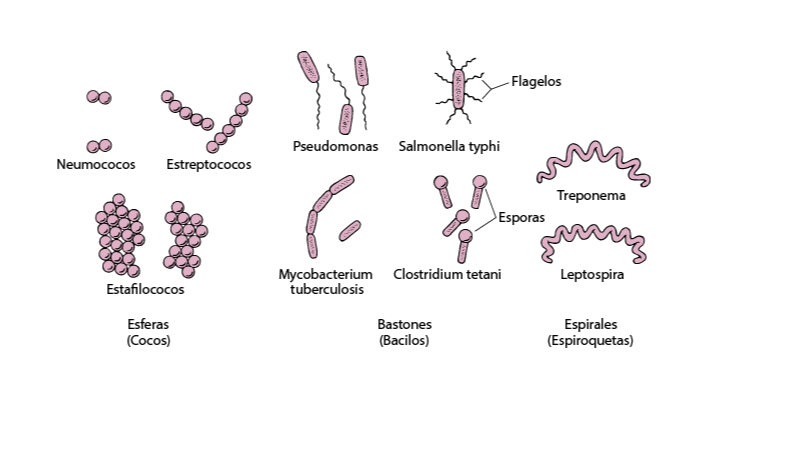 Flagelos
Neumococos
Estreptococos
Pseudomonas
Salmonella typhi
Treponema
Esporas
Estafilococos
Mycobacterium
tuberculosis
Clostridium tetani
Leptospira
Esferas
(Cocos)
Bastones
(Bacilos)
Espirales
(Espiroquetas)